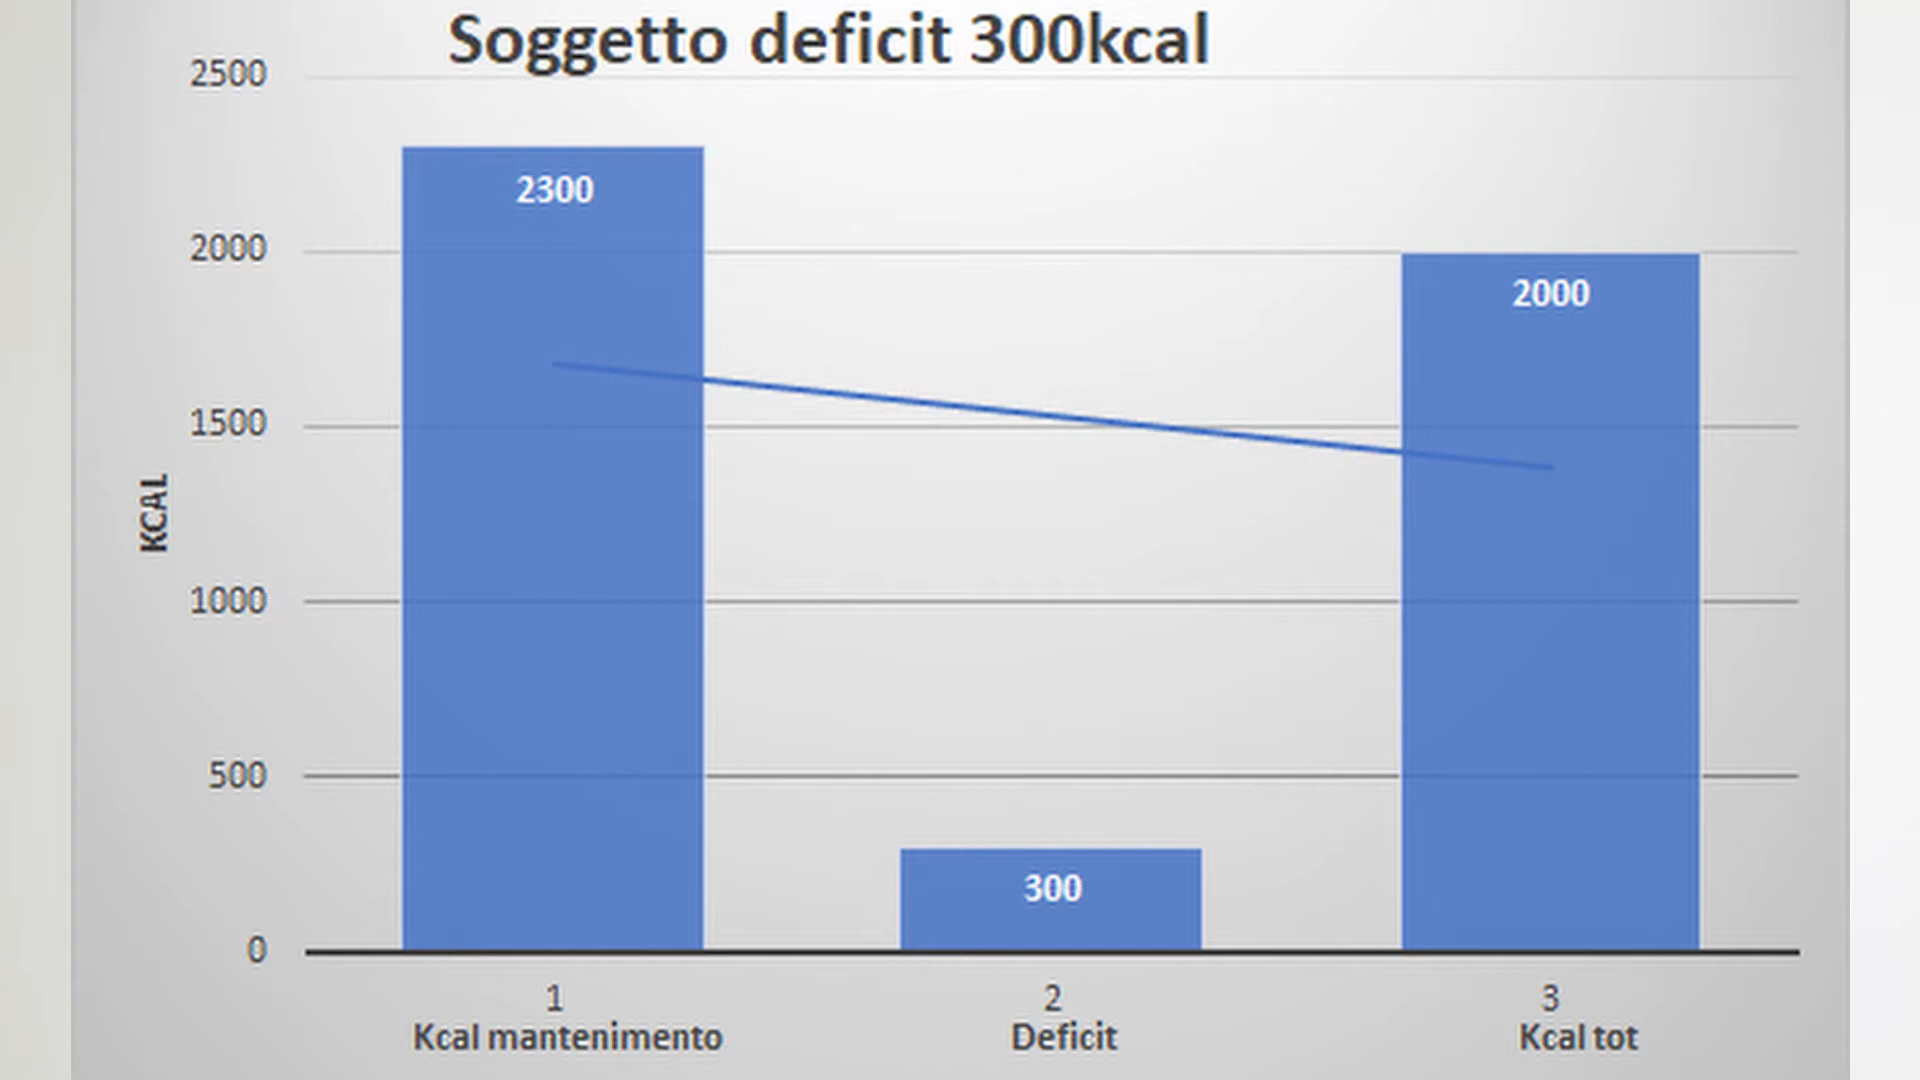 Soggetto deficit 300kcal
2500
2000
1500
1000
500
0
KCAL
2300
300
2000
1
2
3
Kcal mantenimento
Deficit
Kcal tot